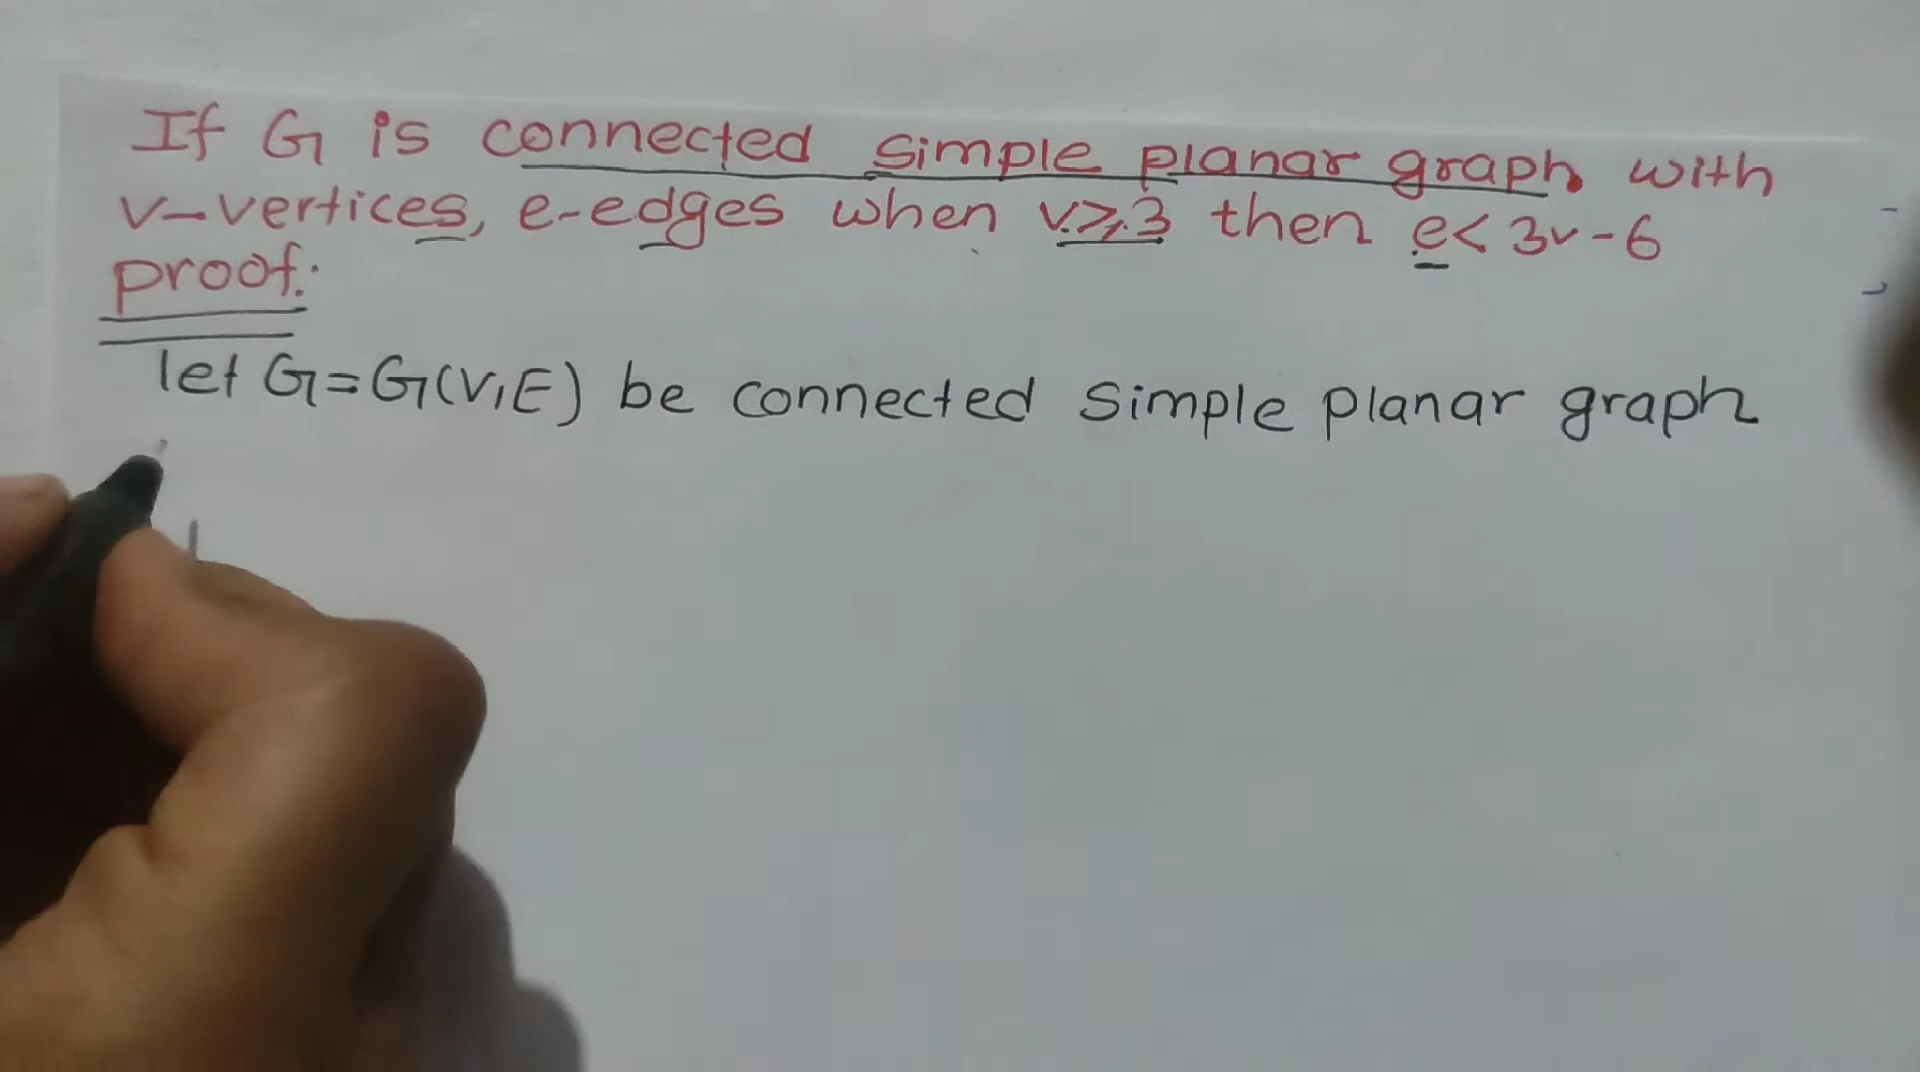 If G is connected simple planar graph with
v-vertices, e-edges when v≥3 then e< 3v-6
proof:
let G=G(V,E) be connected simple planar graph